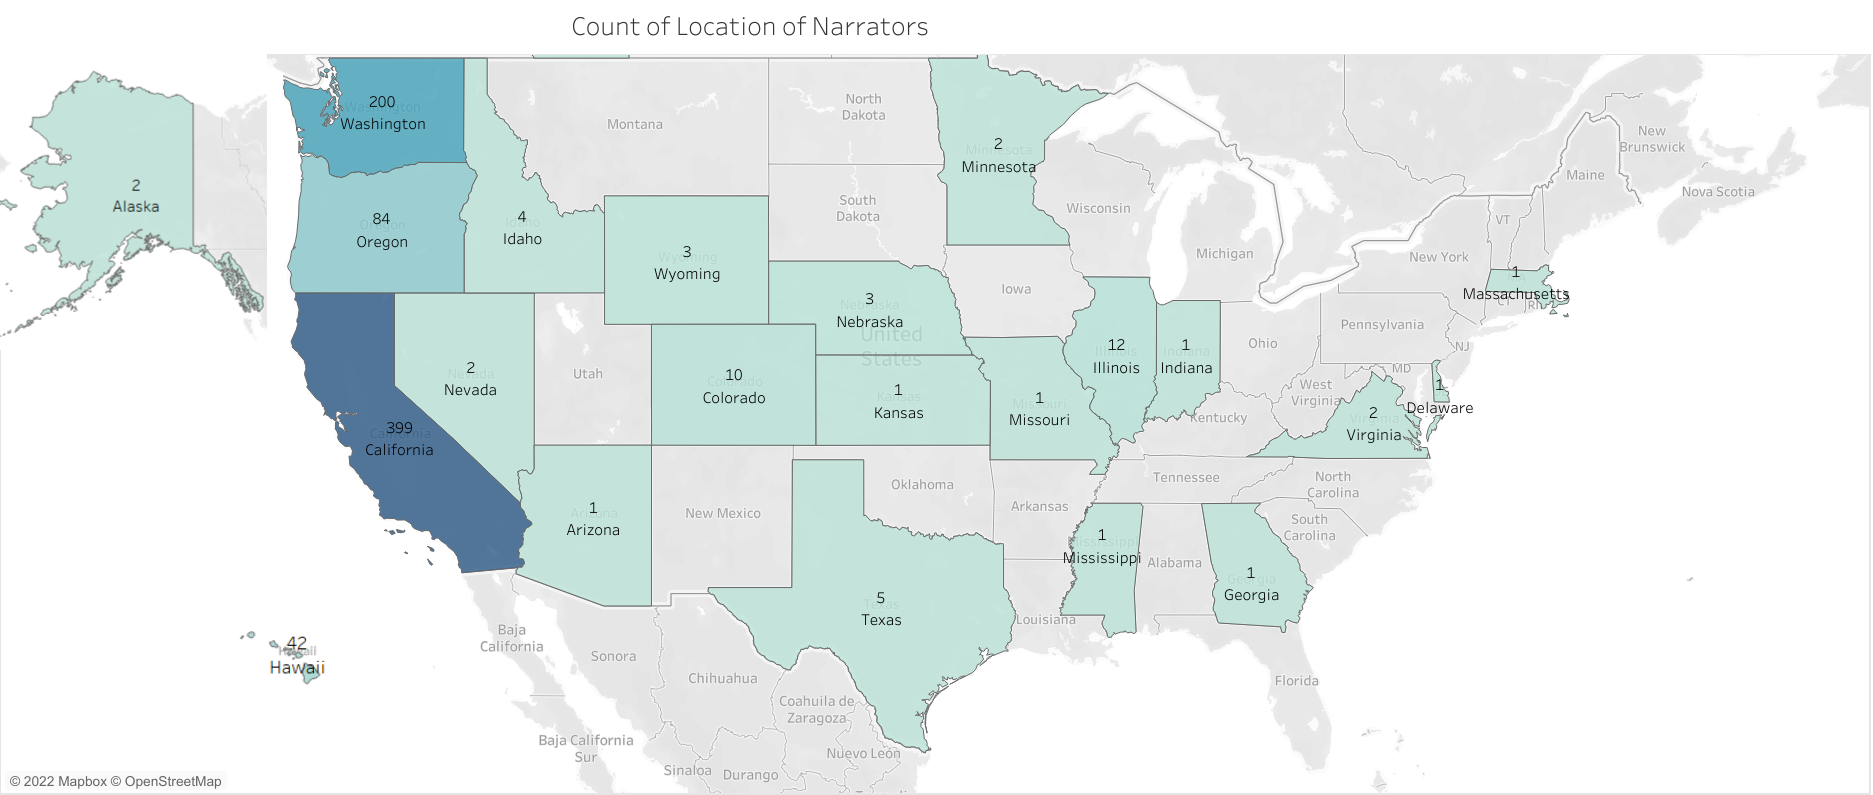 Count of Location of Narrators
200
Washington
North
Dakota
Montana
New
Brunswick
2
Minnesota
Maine
2
Alaska
Nova Scotia
South
Dakota
Wisconsin
84
Oregon
4
Idaho
VT
3
Wyoming
Michigan
New York
1
Massachusetts
CT
RI
Iowa
3
Nebraska
United
States
Pennsylvania
Ohio
NJ
12
Illinois
1
Indiana
2
Nevada
Utah
10
Colorado
MD
1
Delaware
1
Kansas
1
Missouri
West
Virginia
Kentucky
2
Virginia
399
California
Tennessee
North
Carolina
Oklahoma
1
Arizona
New Mexico
Arkansas
South
Carolina
1
Mississippi
Alabama
1
Georgia
5
Texas
Louisiana
Baja
California
42
Hawaii
Sonora
Chihuahua
Florida
Coahuila de
Zaragoza
Baja California
Sur
Nuevo León
Sinaloa
Durango
© 2022 Mapbox © OpenStreetMap